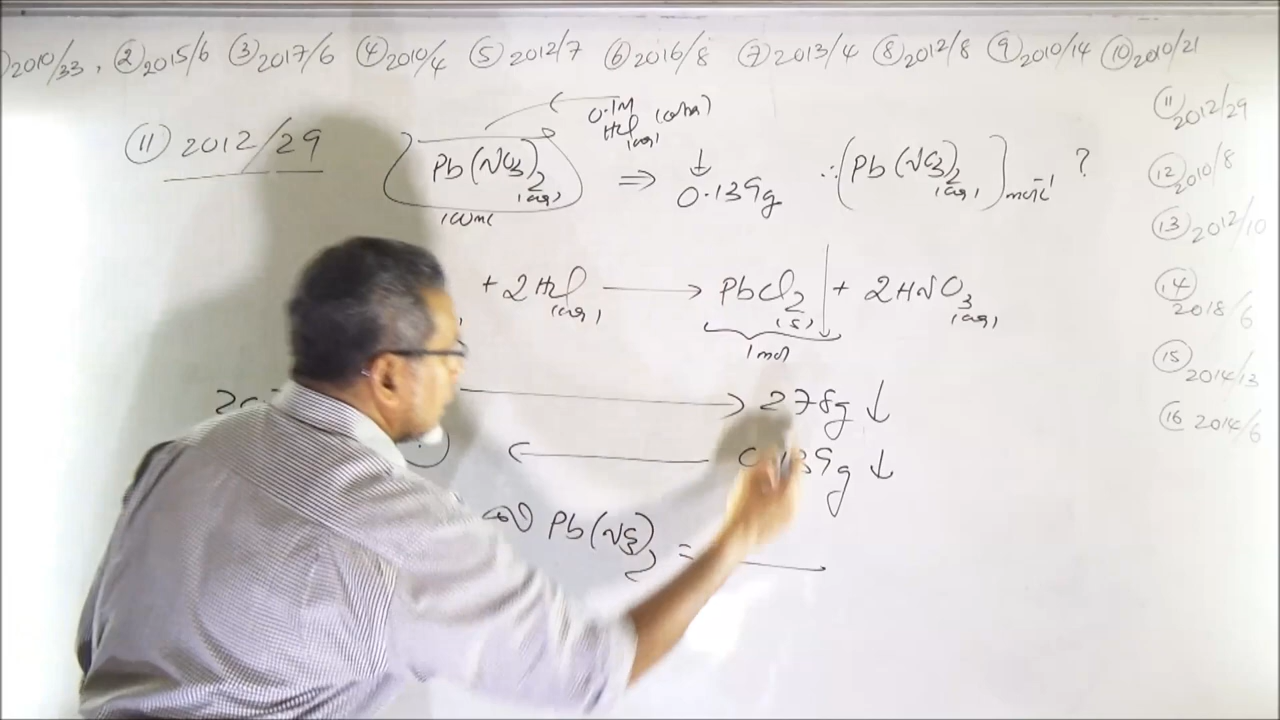 2010/33, ② 2015/6 ③ 2017/6 ④ 2010/4 ⑤ 2012/7 ⑥ 2016/8 ⑦ 2013/4 ⑧ 2012/8 ⑨ 2010/14 ⑩ 2010/21
⑪ 2012/29
0.1M
HCl(aq)
Pb(NO3)2(aq) ⇒ ↓ 0.139g ∴ (Pb(NO3)2(aq)) ?
+ 2HCl(aq) ⟶ PbCl2(s) ↓ + 2HNO3(aq)
1mol
⟶ 278g ↓
⟵ 0.139g ↓
Pb(NO3)2 =
⑪ 2012/29
⑫ 2010/8
⑬ 2012/10
⑭ 2018/6
⑮ 2014/13
⑯ 2014/6